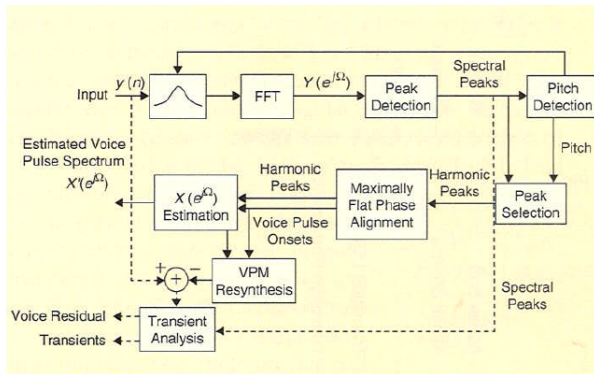 Input
y(n)
FFT
Y(e^jΩ)
Peak
Detection
Spectral
Peaks
Pitch
Detection
Pitch
Estimated Voice
Pulse Spectrum
X'(e^jΩ)
X(e^jΩ)
Estimation
Harmonic
Peaks
Voice Pulse
Onsets
Maximally
Flat Phase
Alignment
Harmonic
Peaks
Peak
Selection
+
−
+
VPM
Resynthesis
Spectral
Peaks
Voice Residual
Transients
Transient
Analysis